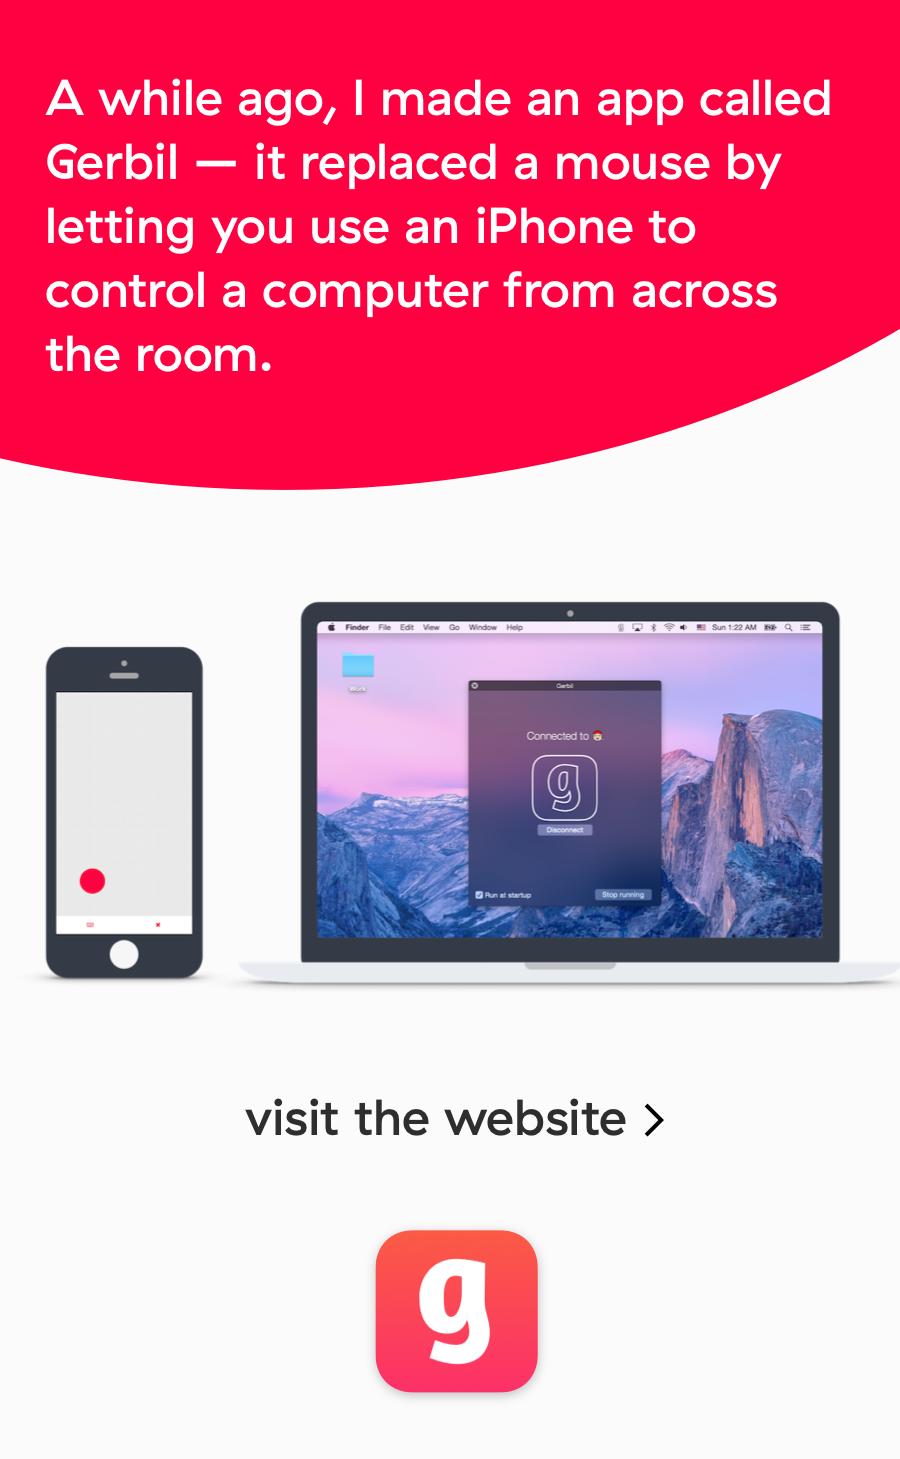 A while ago, I made an app called
Gerbil — it replaced a mouse by
letting you use an iPhone to
control a computer from across
the room.
Finder File Edit View Go Window Help Sun 1:22 AM
Work
Gerbil
Connected to
g
Disconnect
Run at startup Stop running
visit the website >
g